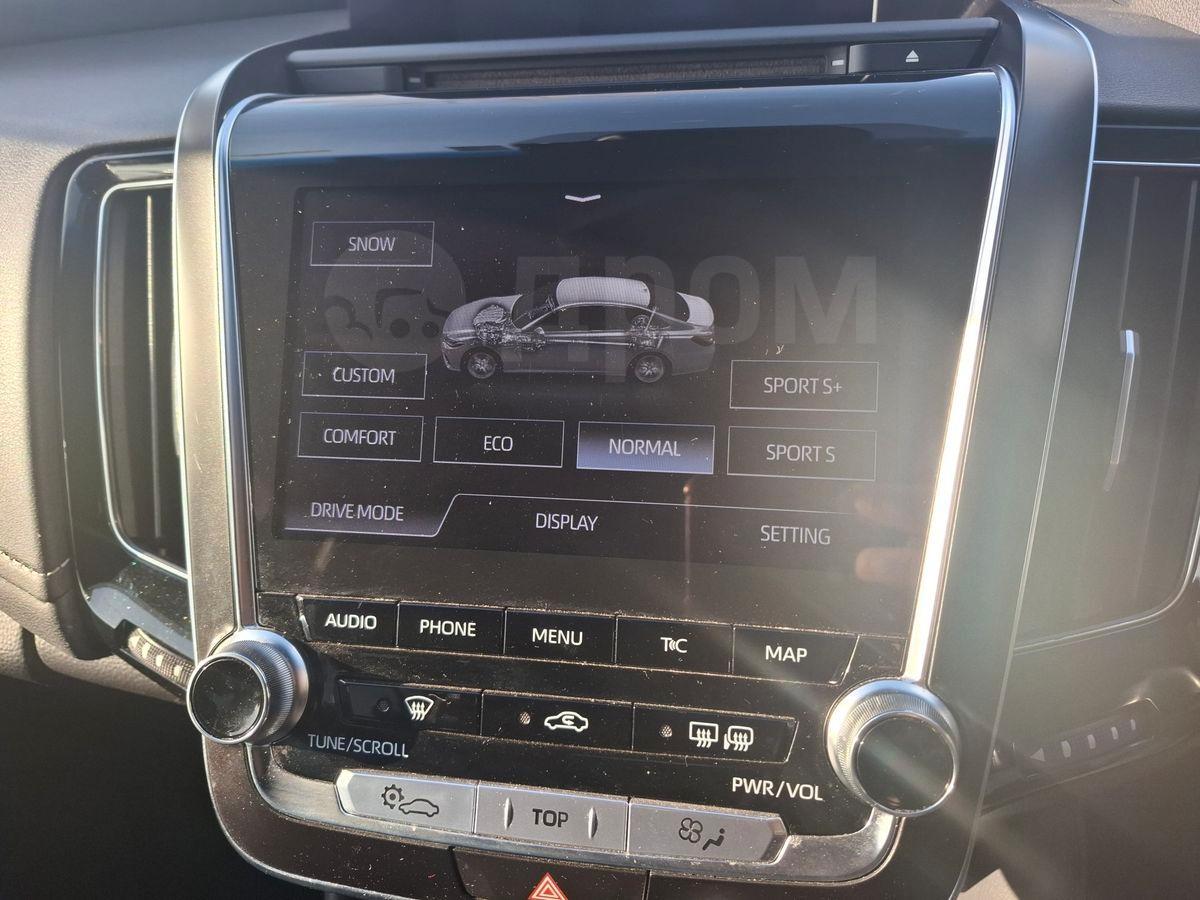 SNOW
дром
CUSTOM
SPORT S+
COMFORT
ECO
NORMAL
SPORT S
DRIVE MODE
DISPLAY
SETTING
AUDIO
PHONE
MENU
T C
MAP
TUNE/SCROLL
PWR/VOL
TOP